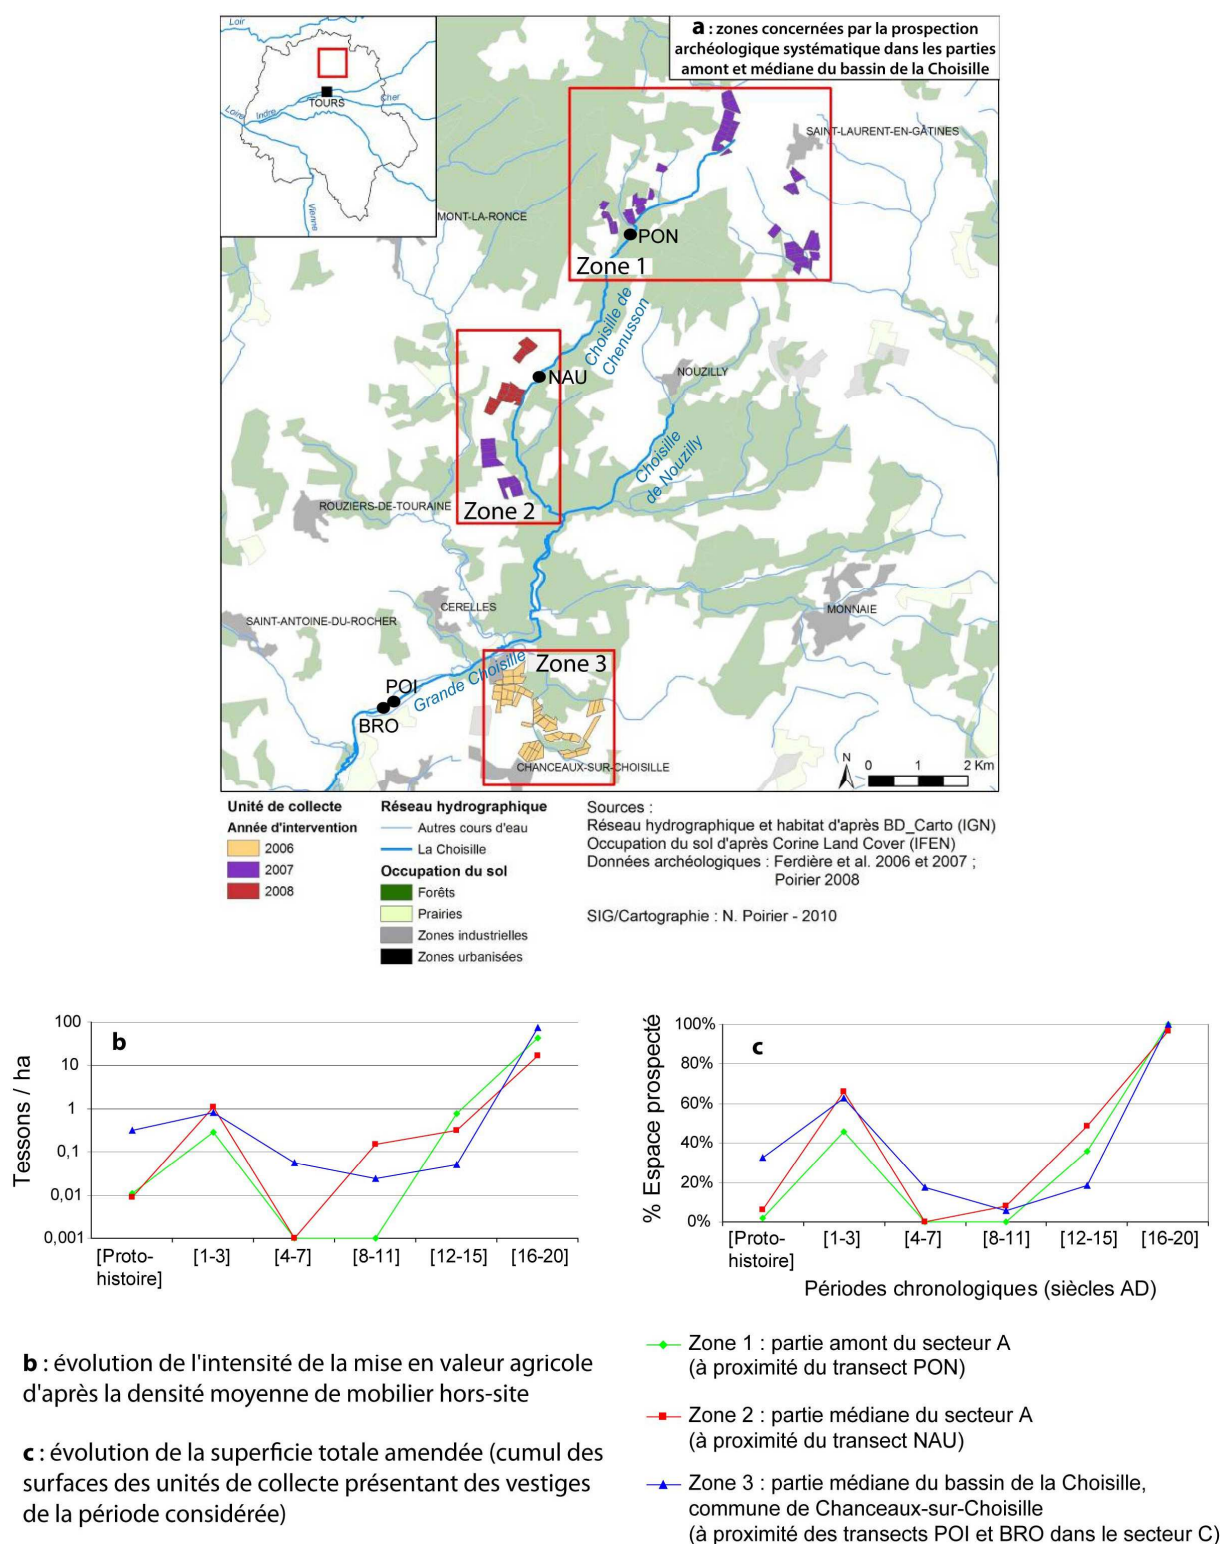 a : zones concernées par la prospection
archéologique systématique dans les parties
amont et médiane du bassin de la Choisille
Loir
TOURS
Cher
Loire
Indre
Vienne
SAINT-LAURENT-EN-GÂTINES
MONT-LA-RONCE
PON
Zone 1
Choisille de
Chenusson
NAU
NOUZILLY
Choisille
de Nouzilly
ROUZIERS-DE-TOURAINE
Zone 2
CERELLES
MONNAIE
SAINT-ANTOINE-DU-ROCHER
Zone 3
Grande Choisille
POI
BRO
CHANCEAUX-SUR-CHOISILLE
N
0 1 2 Km
Unité de collecte
Année d'intervention
2006
2007
2008
Réseau hydrographique
Autres cours d'eau
La Choisille
Occupation du sol
Forêts
Prairies
Zones industrielles
Zones urbanisées
Sources :
Réseau hydrographique et habitat d'après BD_Carto (IGN)
Occupation du sol d'après Corine Land Cover (IFEN)
Données archéologiques : Ferdière et al. 2006 et 2007 ;
Poirier 2008
SIG/Cartographie : N. Poirier - 2010
b
Tessons / ha
100
10
1
0,1
0,01
0,001
[Proto-
histoire]
[1-3]
[4-7]
[8-11]
[12-15]
[16-20]
c
% Espace prospecté
100%
80%
60%
40%
20%
0%
[Proto-
histoire]
[1-3]
[4-7]
[8-11]
[12-15]
[16-20]
Périodes chronologiques (siècles AD)
b : évolution de l'intensité de la mise en valeur agricole
d'après la densité moyenne de mobilier hors-site
c : évolution de la superficie totale amendée (cumul des
surfaces des unités de collecte présentant des vestiges
de la période considérée)
Zone 1 : partie amont du secteur A
(à proximité du transect PON)
Zone 2 : partie médiane du secteur A
(à proximité du transect NAU)
Zone 3 : partie médiane du bassin de la Choisille,
commune de Chanceaux-sur-Choisille
(à proximité des transects POI et BRO dans le secteur C)